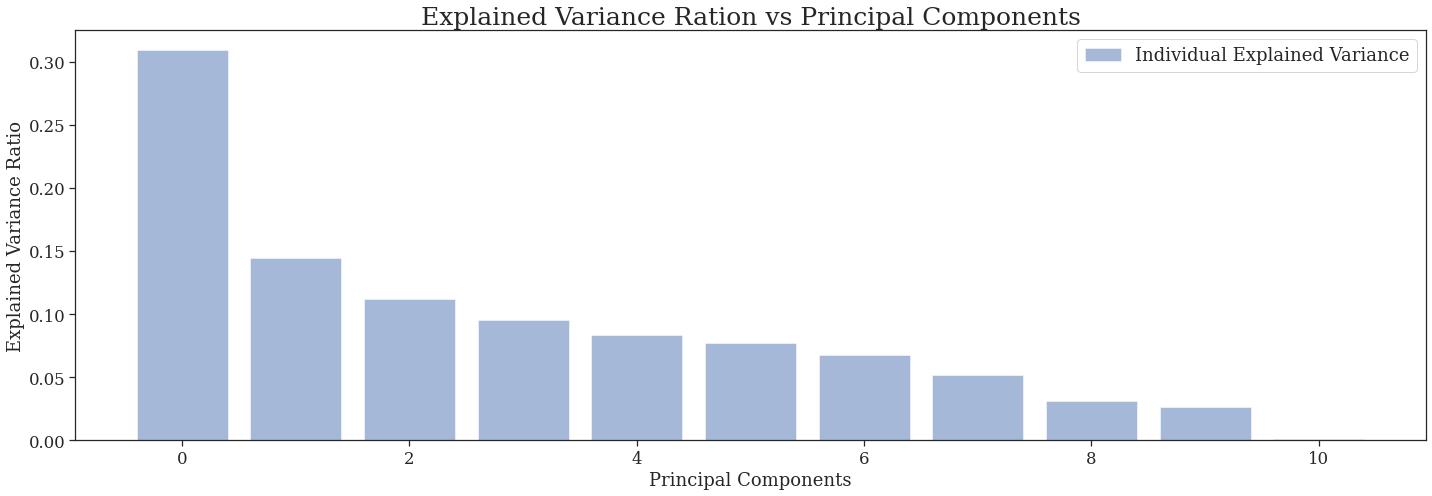 Explained Variance Ration vs Principal Components
Individual Explained Variance
Explained Variance Ratio
0.30
0.25
0.20
0.15
0.10
0.05
0.00
0 2 4 6 8 10
Principal Components